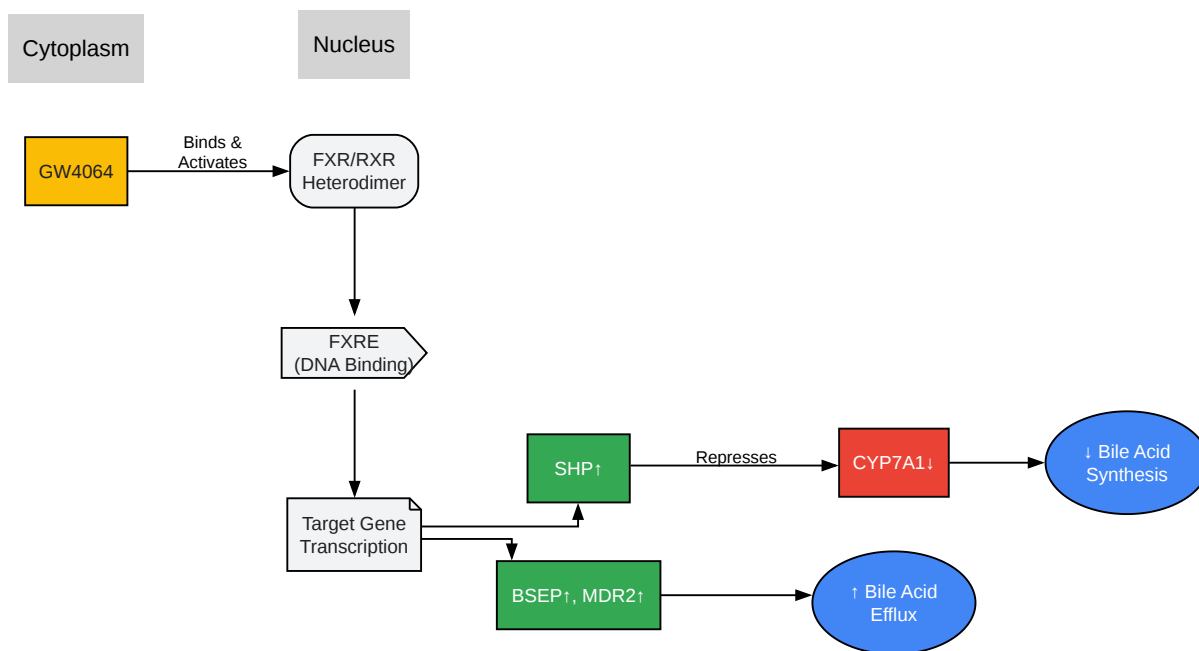 Cytoplasm
Nucleus
GW4064
Binds &
Activates
FXR/RXR
Heterodimer
FXRE
(DNA Binding)
Target Gene
Transcription
SHP↑
Represses
CYP7A1↓
↓ Bile Acid
Synthesis
BSEP↑, MDR2↑
↑ Bile Acid
Efflux